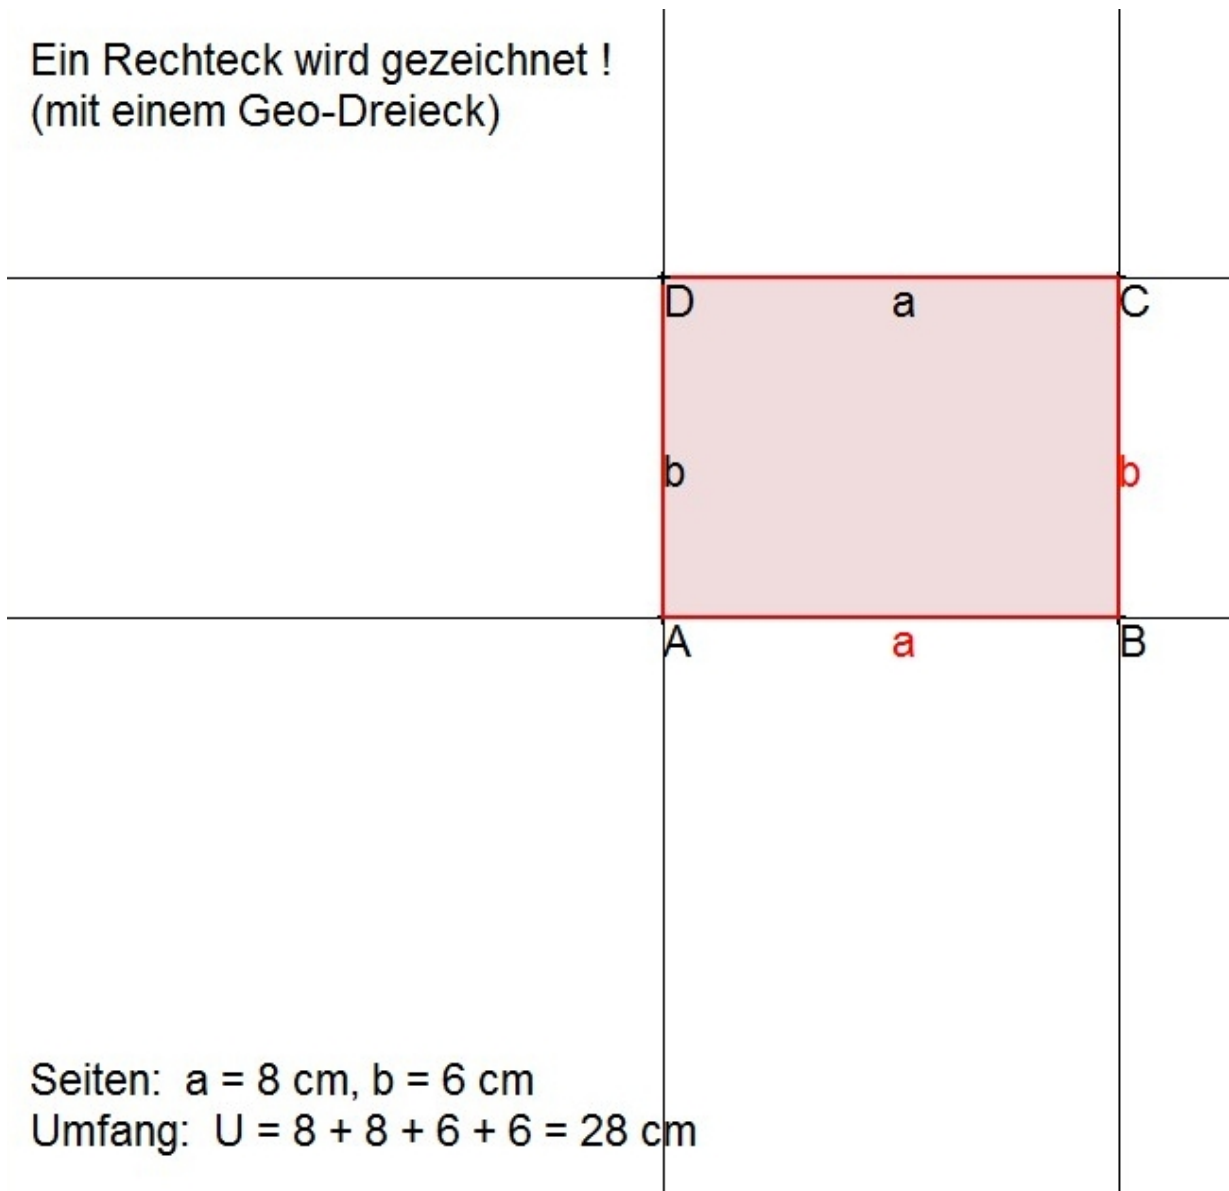 Ein Rechteck wird gezeichnet !
(mit einem Geo-Dreieck)
D a C
b b
A a B
Seiten: a = 8 cm, b = 6 cm
Umfang: U = 8 + 8 + 6 + 6 = 28 cm